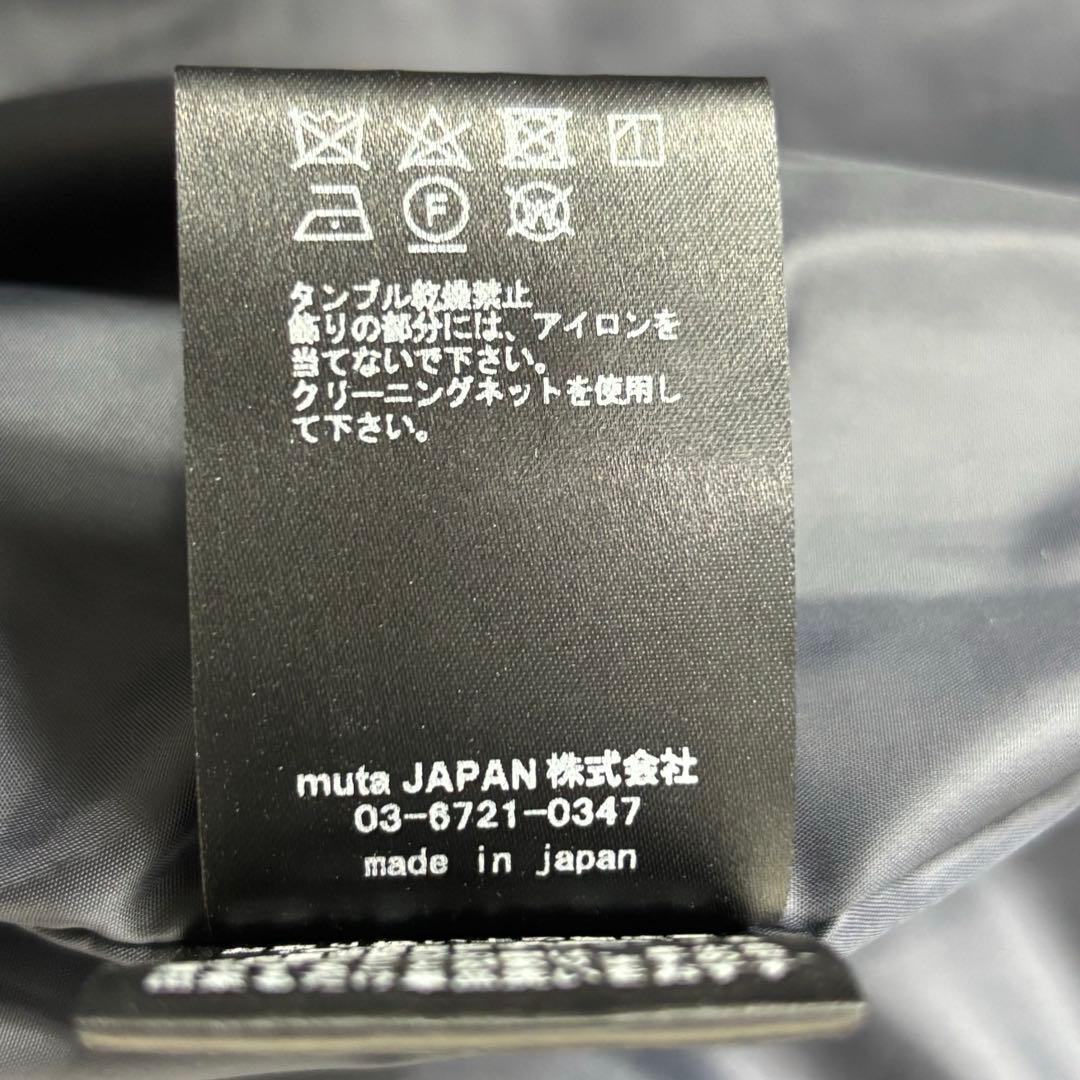 F
W
タンブル乾燥禁止
飾りの部分には、アイロンを
当てないで下さい。
クリーニングネットを使用し
て下さい。
muta JAPAN 株式会社
03-6721-0347
made in japan